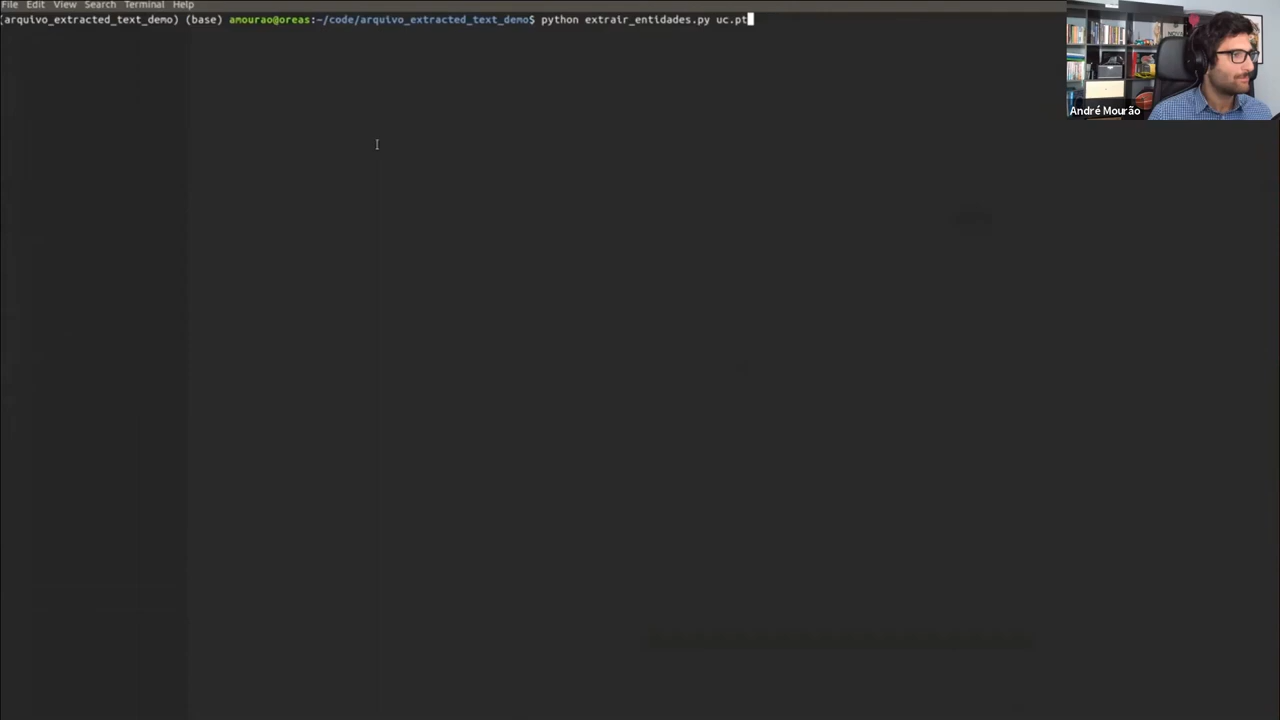 File Edit View Search Terminal Help
(arquivo_extracted_text_demo) (base) amourao@oreas:~/code/arquivo_extracted_text_demo$ python extrair_entidades.py uc.pt
André Mourão